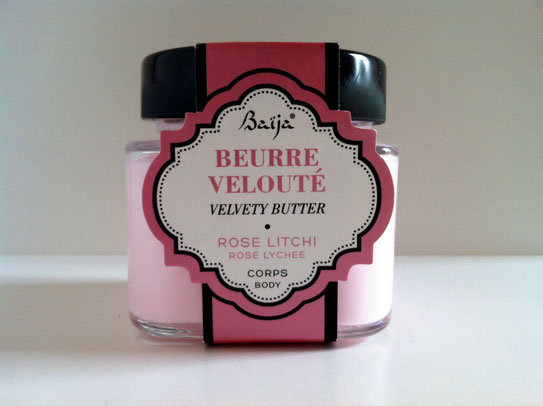 Baïja®
BEURRE
VELOUTÉ
VELVETY BUTTER
•
ROSE LITCHI
ROSE LYCHEE
CORPS
BODY